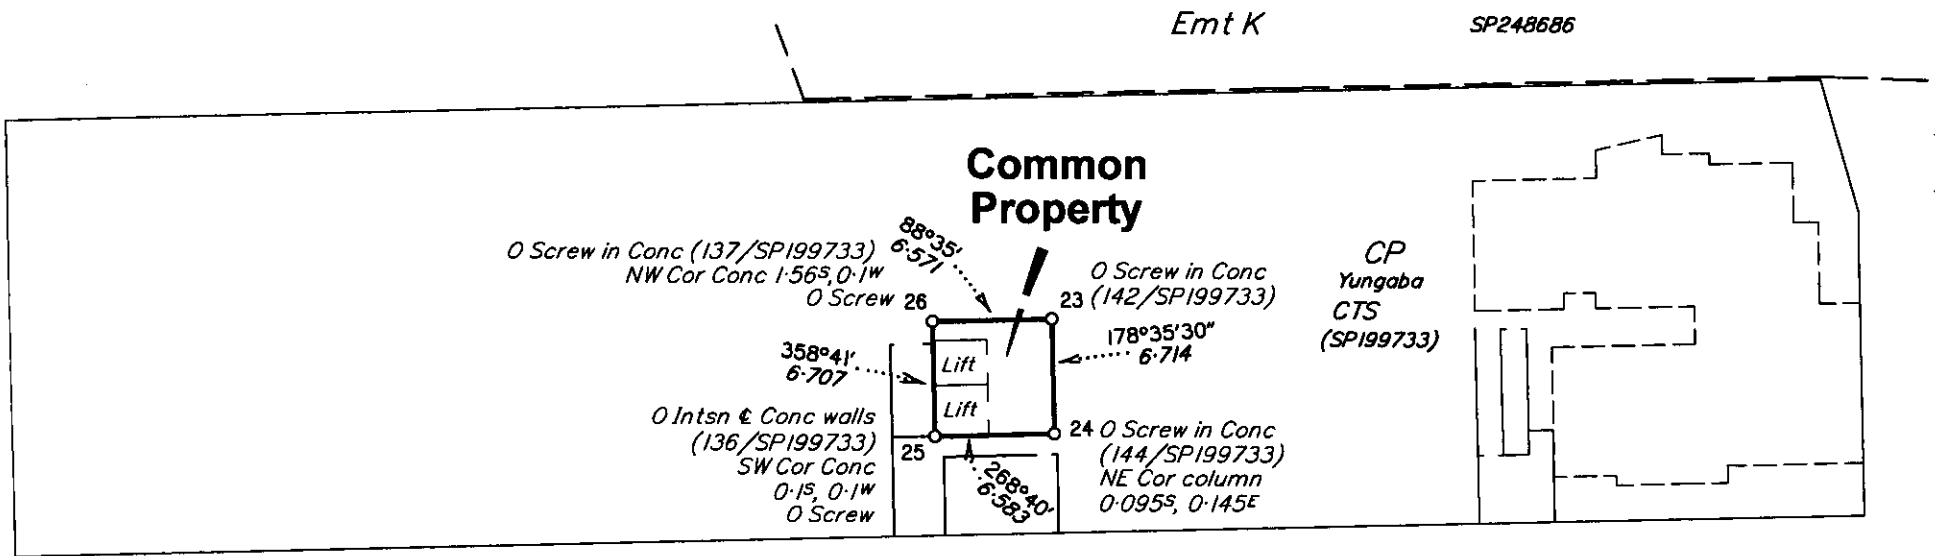 Emt K
SP248686
Common
Property
88°35'
6·571
O Screw in Conc (137/SP199733)
NW Cor Conc 1·56S, 0·1W
O Screw
26
23
O Screw in Conc
(142/SP199733)
CP
Yungaba
CTS
(SP199733)
178°35'30"
6·714
358°41'
6·707
Lift
Lift
O Intsn ℄ Conc walls
(136/SP199733)
SW Cor Conc
0·1S, 0·1W
O Screw
25
24
O Screw in Conc
(144/SP199733)
NE Cor column
0·095S, 0·145E
268°40'
6·583